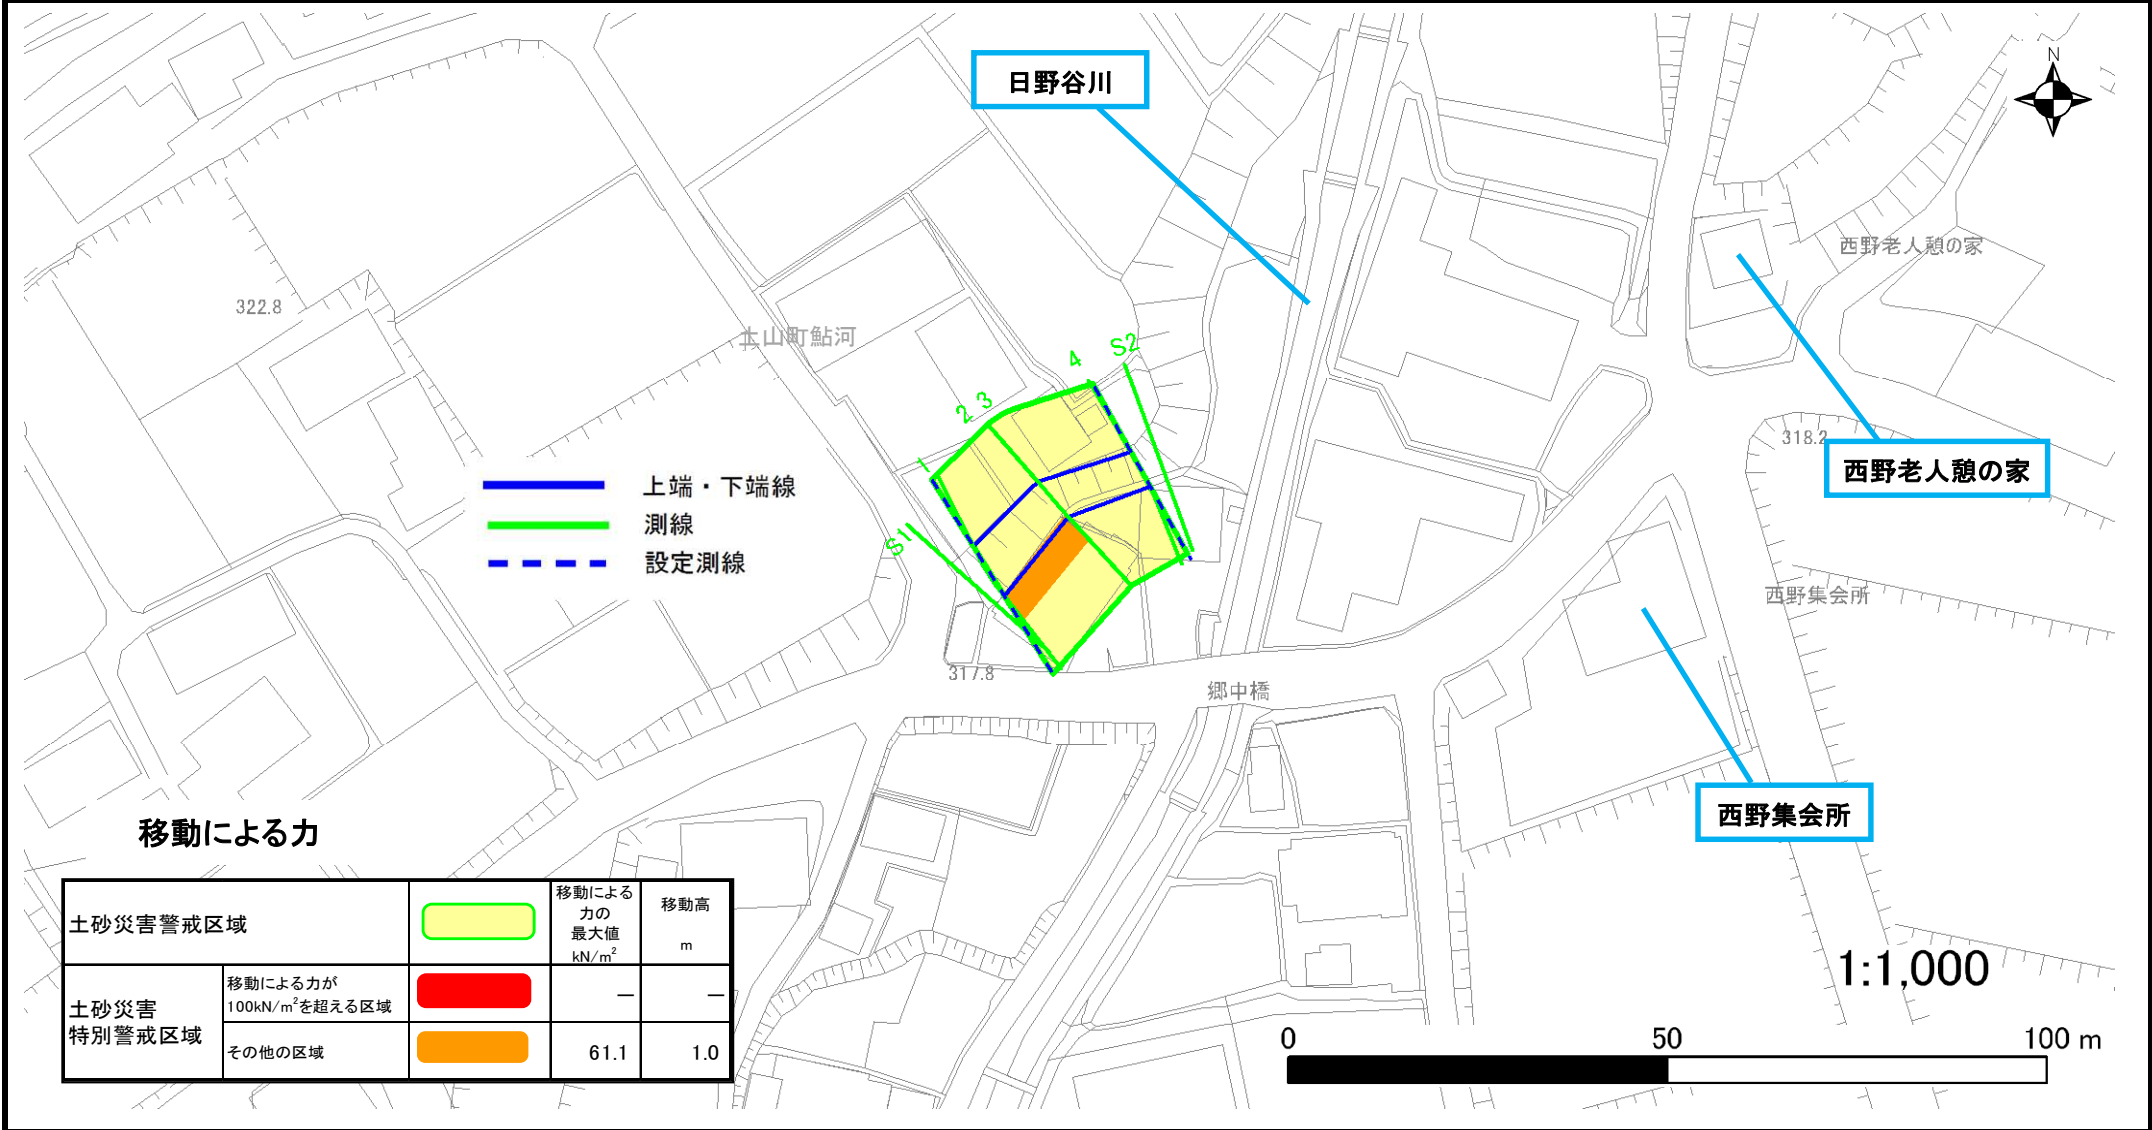 日野谷川
N
西野老人憩の家
322.8
土山町鮎河
S2
4
3
2
1
318.2
西野老人憩の家
上端・下端線
測線
設定測線
S1
西野集会所
317.8
郷中橋
西野集会所
移動による力
土砂災害警戒区域
移動による
力の
最大値
kN/m²
移動高
m
土砂災害
特別警戒区域
移動による力が
100kN/m²を超える区域
―
―
その他の区域
61.1
1.0
1:1,000
0 50 100 m